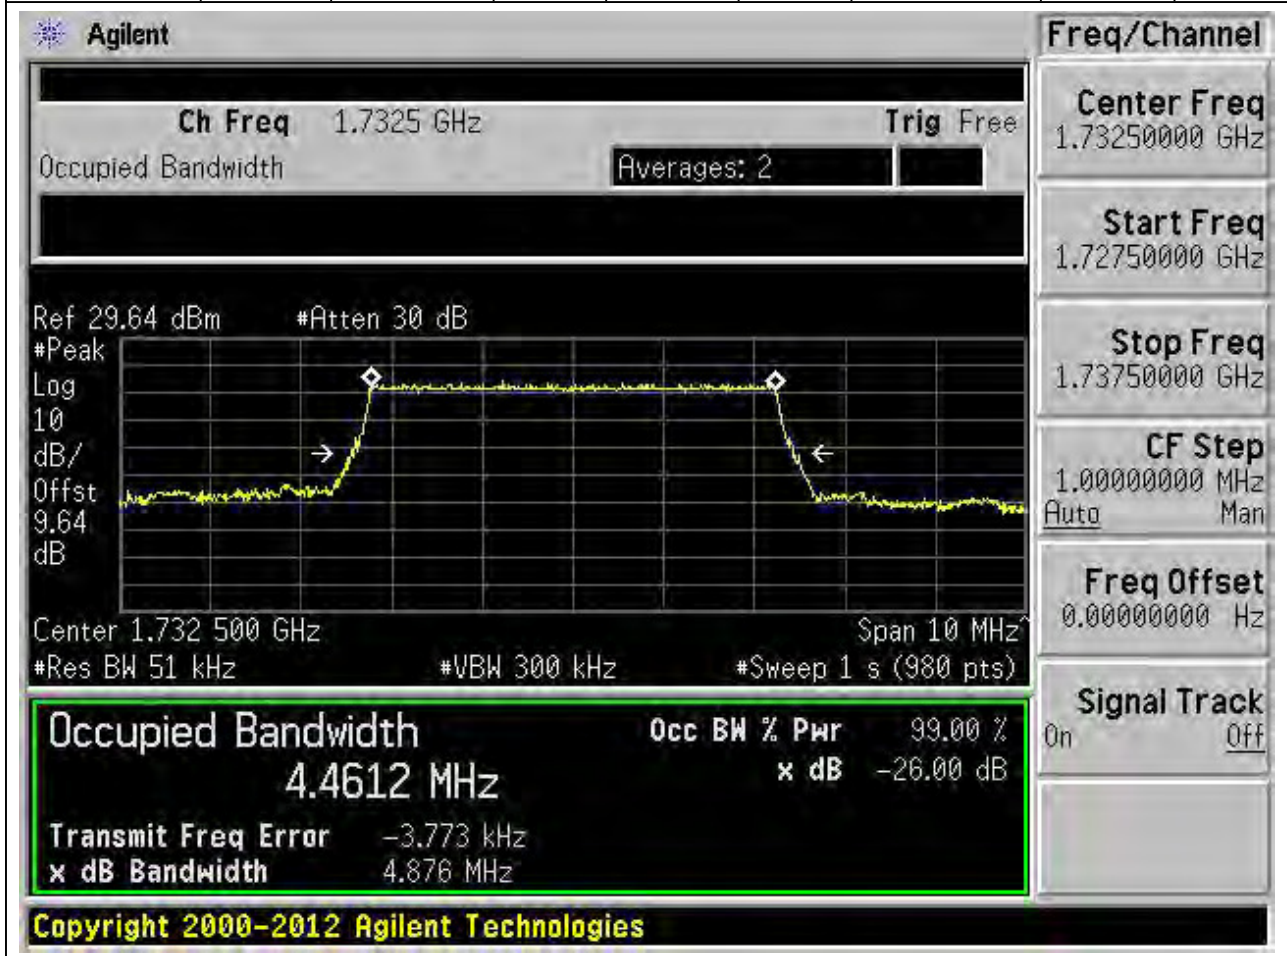 Agilent
Freq/Channel
Ch Freq 1.7325 GHz Trig Free
Occupied Bandwidth Averages: 2
Center Freq
1.73250000 GHz
Start Freq
1.72750000 GHz
Stop Freq
1.73750000 GHz
CF Step
1.00000000 MHz
Auto Man
Freq Offset
0.00000000 Hz
Signal Track
On Off
Ref 29.64 dBm #Atten 30 dB
#Peak
Log
10
dB/
Offst
9.64
dB
Center 1.732 500 GHz Span 10 MHz^
#Res BW 51 kHz #VBW 300 kHz #Sweep 1 s (980 pts)
Occupied Bandwidth Occ BW % Pwr 99.00 %
4.4612 MHz x dB -26.00 dB
Transmit Freq Error -3.773 kHz
x dB Bandwidth 4.876 MHz
Copyright 2000-2012 Agilent Technologies